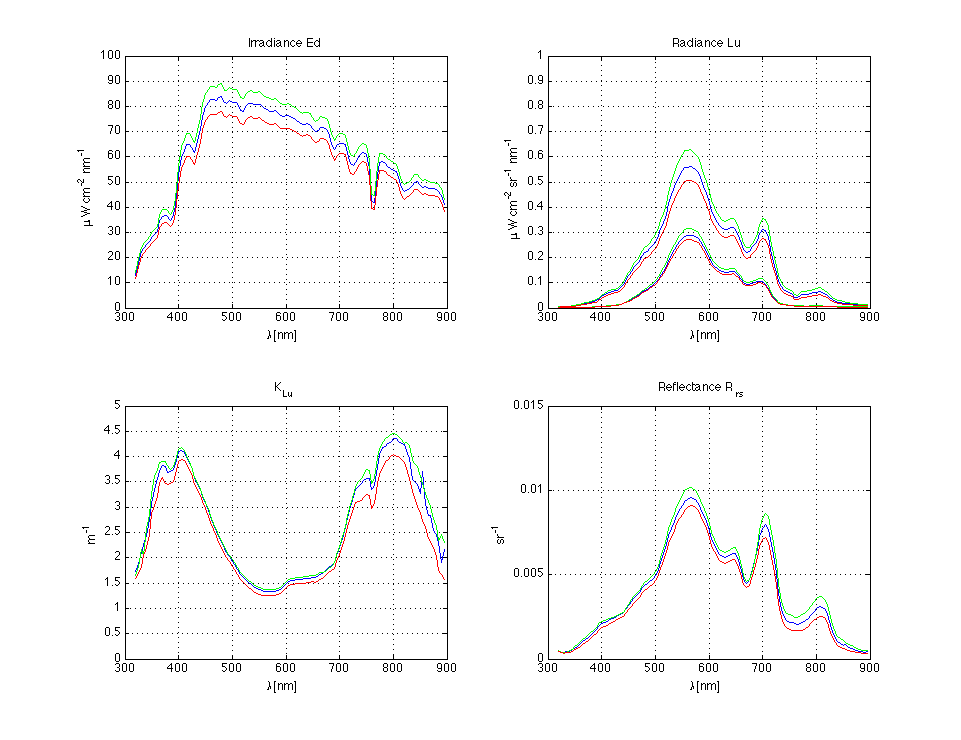 Irradiance Ed
100
90
80
70
60
50
40
30
20
10
0
300 400 500 600 700 800 900
μ W cm⁻² nm⁻¹
λ [nm]
Radiance Lu
1
0.9
0.8
0.7
0.6
0.5
0.4
0.3
0.2
0.1
0
300 400 500 600 700 800 900
μ W cm⁻² sr⁻¹ nm⁻¹
λ [nm]
K_Lu
5
4.5
4
3.5
3
2.5
2
1.5
1
0.5
0
300 400 500 600 700 800 900
m⁻¹
λ [nm]
Reflectance R_rs
0.015
0.01
0.005
0
300 400 500 600 700 800 900
sr⁻¹
λ [nm]